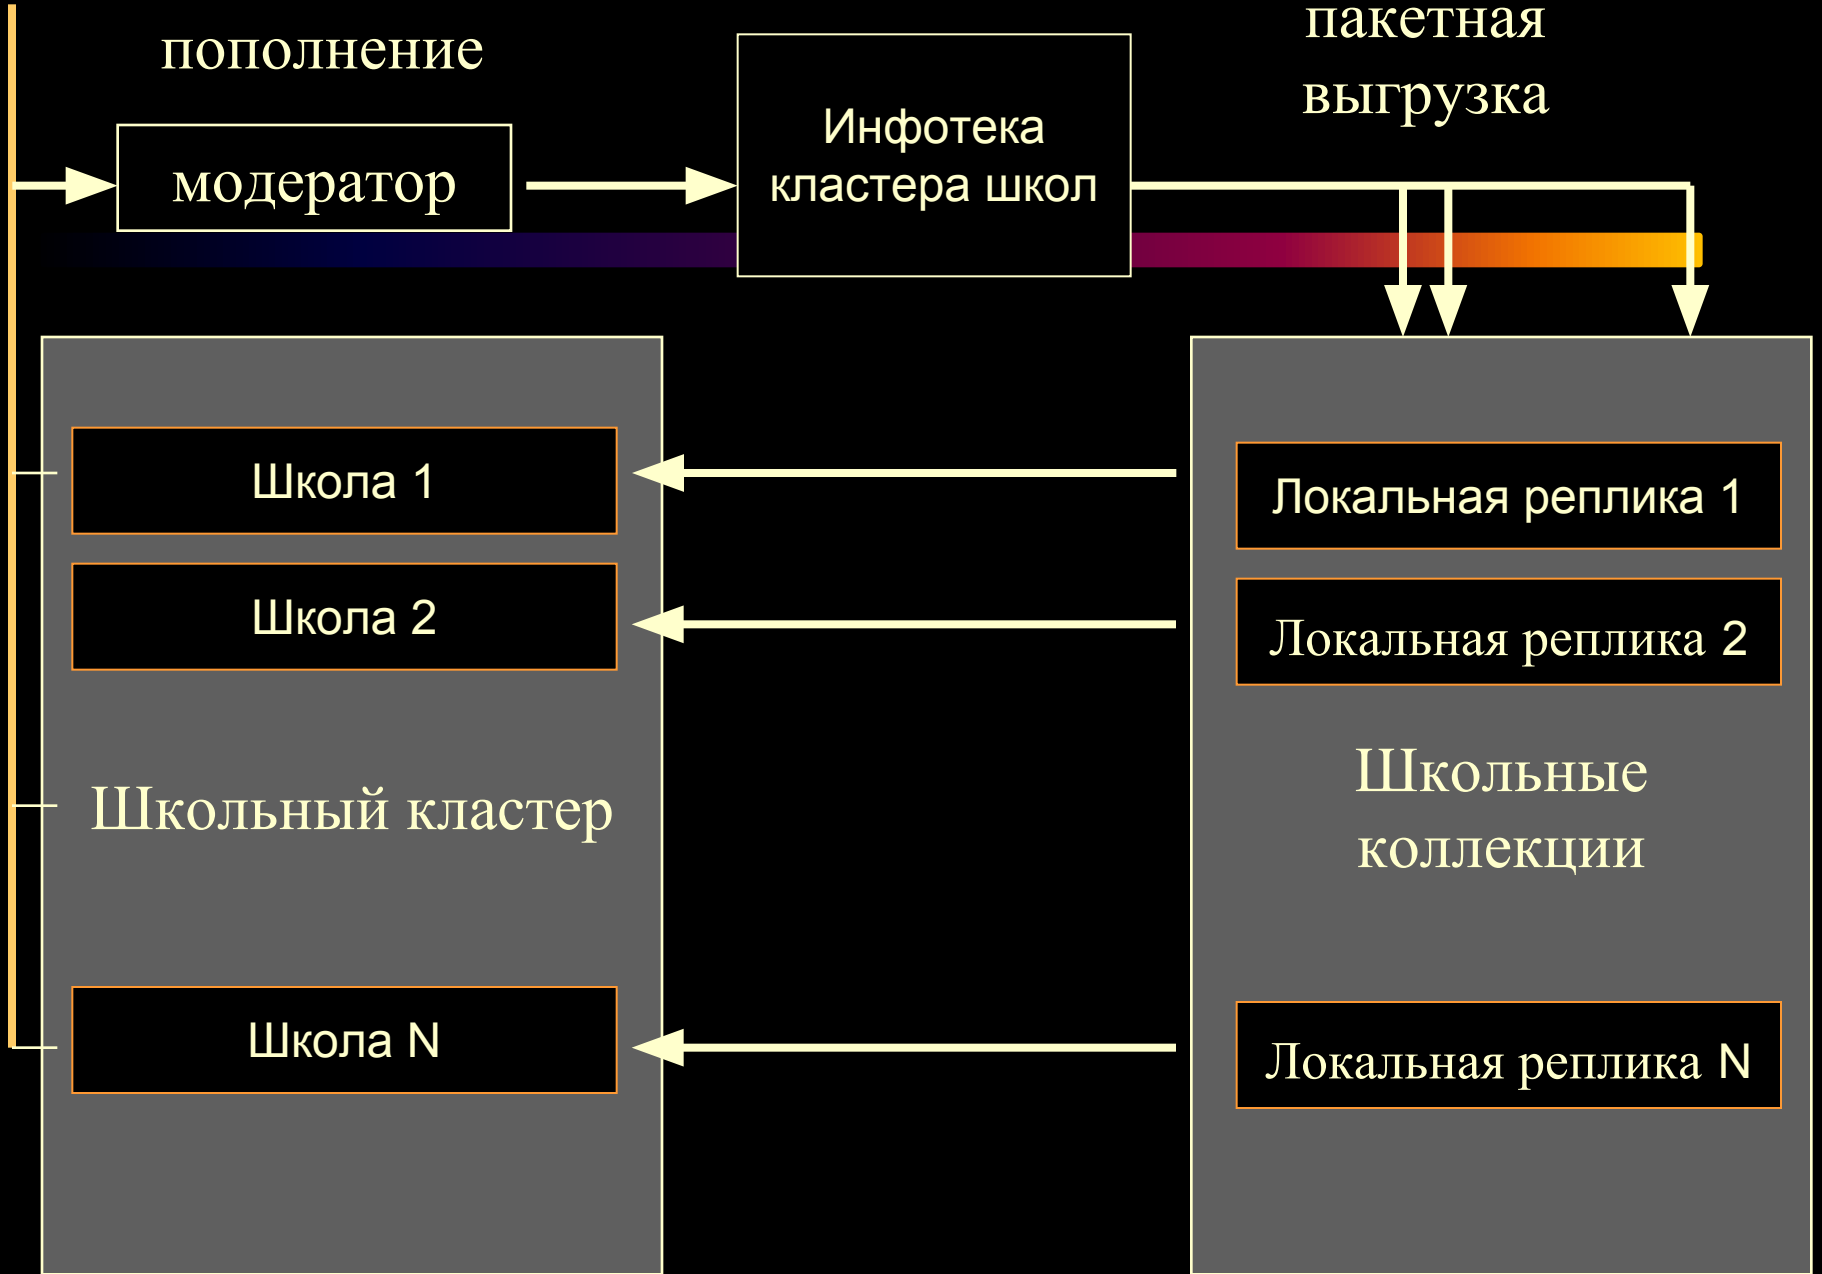 пополнение
пакетная
выгрузка
модератор
Инфотека
кластера школ
Школа 1
Школа 2
Школьный кластер
Школа N
Локальная реплика 1
Локальная реплика 2
Школьные
коллекции
Локальная реплика N